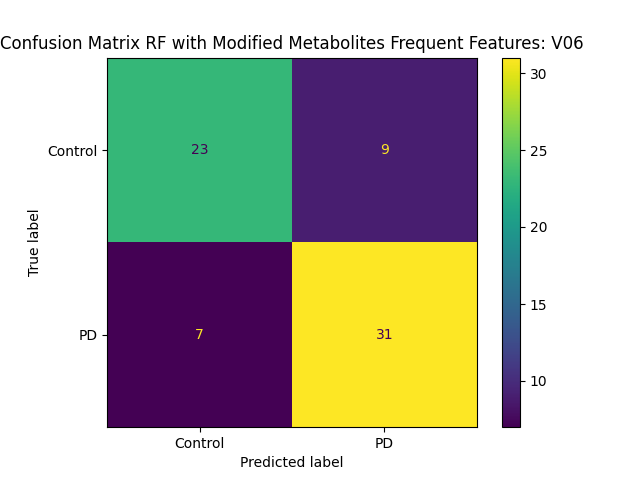 Confusion Matrix RF with Modified Metabolites Frequent Features: V06
Control
23
9
PD
7
31
True label
Control
PD
Predicted label
30
25
20
15
10